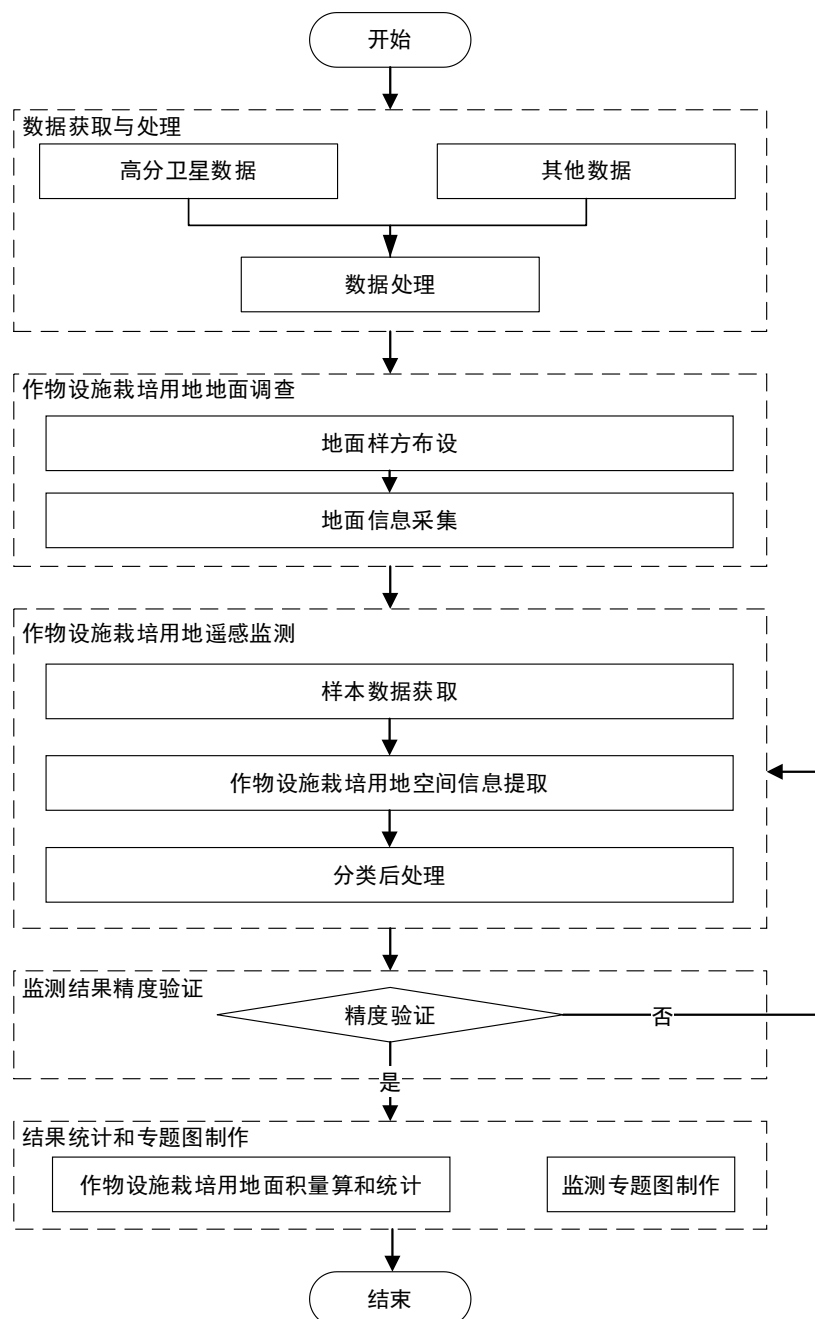 开始
数据获取与处理
高分卫星数据
其他数据
数据处理
作物设施栽培用地地面调查
地面样方布设
地面信息采集
作物设施栽培用地遥感监测
样本数据获取
作物设施栽培用地空间信息提取
分类后处理
监测结果精度验证
精度验证
否
是
结果统计和专题图制作
作物设施栽培用地面积量算和统计
监测专题图制作
结束